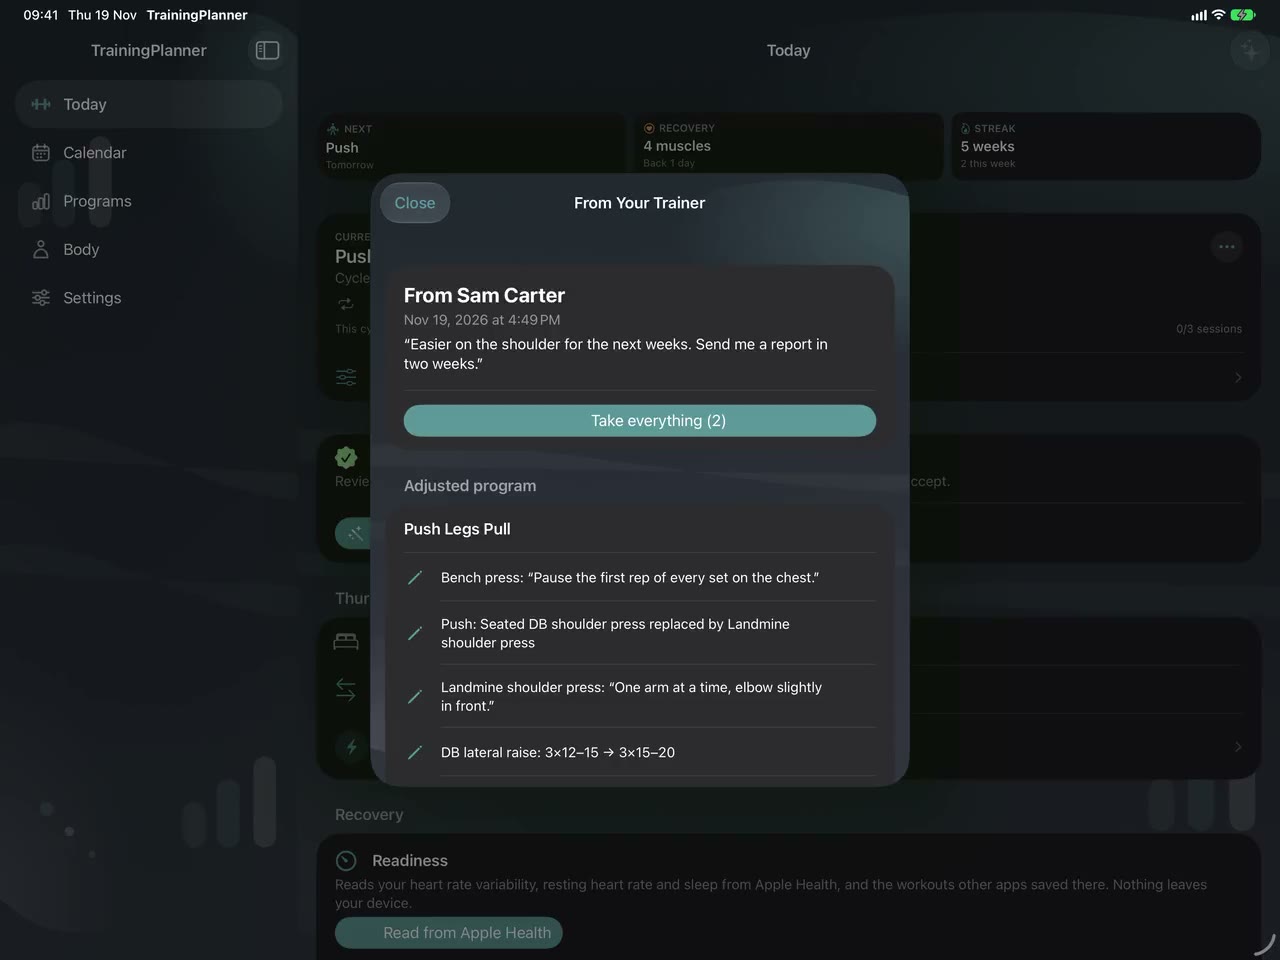 09:41 Thu 19 Nov TrainingPlanner
TrainingPlanner
Today
Today
Calendar
Programs
Body
Settings
NEXT
Push
Tomorrow
RECOVERY
4 muscles
Back 1 day
STREAK
5 weeks
2 this week
0/3 sessions
Close
From Your Trainer
From Sam Carter
Nov 19, 2026 at 4:49 PM
“Easier on the shoulder for the next weeks. Send me a report in
two weeks.”
Take everything (2)
Adjusted program
Push Legs Pull
Bench press: “Pause the first rep of every set on the chest.”
Push: Seated DB shoulder press replaced by Landmine
shoulder press
Landmine shoulder press: “One arm at a time, elbow slightly
in front.”
DB lateral raise: 3×12–15 → 3×15–20
Recovery
Readiness
Reads your heart rate variability, resting heart rate and sleep from Apple Health, and the workouts other apps saved there. Nothing leaves
your device.
Read from Apple Health